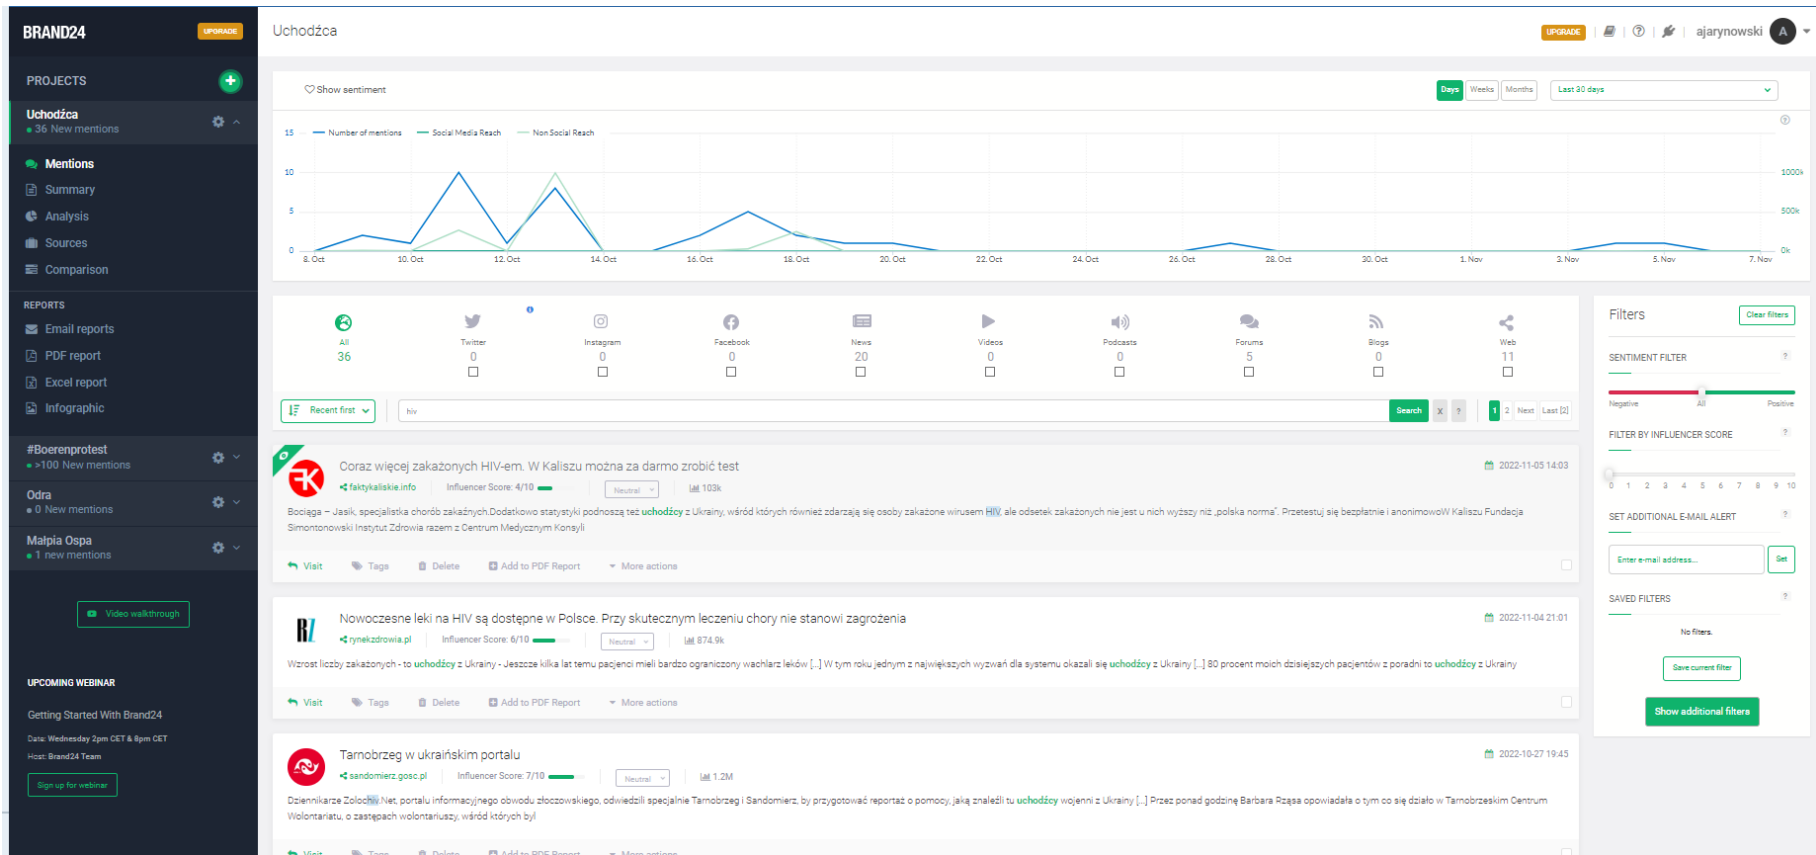 BRAND24
UPGRADE
Uchodźca
UPGRADE
ajarynowski
A
PROJECTS
Uchodźca
36 New mentions
Mentions
Summary
Analysis
Sources
Comparison
REPORTS
Email reports
PDF report
Excel report
Infographic
#Boerenprotest
>100 New mentions
Odra
0 New mentions
Małpia Ospa
1 new mentions
Video walkthrough
UPCOMING WEBINAR
Getting Started With Brand24
Date: Wednesday 2pm CET & 8pm CET
Host: Brand24 Team
Sign up for webinar
Show sentiment
Days Weeks Months
Last 30 days
Number of mentions Social Media Reach Non Social Reach
15
10
5
0
1000k
500k
0k
8. Oct 10. Oct 12. Oct 14. Oct 16. Oct 18. Oct 20. Oct 22. Oct 24. Oct 26. Oct 28. Oct 30. Oct 1. Nov 3. Nov 5. Nov 7. Nov
All Twitter Instagram Facebook News Videos Podcasts Forums Blogs Web
36 0 0 0 20 0 0 5 0 11
Recent first
hiv
Search X ?
1 2 Next Last [2]
Coraz więcej zakażonych HIV-em. W Kaliszu można za darmo zrobić test
2022-11-05 14:03
faktykaliskie.info Influencer Score: 4/10 Neutral 103k
Bociąga – Jasik, specjalistka chorób zakaźnych.Dodatkowo statystyki podnoszą też uchodźcy z Ukrainy, wśród których również zdarzają się osoby zakażone wirusem HIV, ale odsetek zakażonych nie jest u nich wyższy niż „polska norma”. Przetestuj się bezpłatnie i anonimowoW Kaliszu Fundacja
Simontonowski Instytut Zdrowia razem z Centrum Medycznym Konsyli
Visit Tags Delete Add to PDF Report More actions
RZ
Nowoczesne leki na HIV są dostępne w Polsce. Przy skutecznym leczeniu chory nie stanowi zagrożenia
2022-11-04 21:01
rynekzdrowia.pl Influencer Score: 6/10 Neutral 874.9k
Wzrost liczby zakażonych - to uchodźcy z Ukrainy - Jeszcze kilka lat temu pacjenci mieli bardzo ograniczony wachlarz leków [...] W tym roku jednym z największych wyzwań dla systemu okazali się uchodźcy z Ukrainy [...] 80 procent moich dzisiejszych pacjentów z poradni to uchodźcy z Ukrainy
Visit Tags Delete Add to PDF Report More actions
Tarnobrzeg w ukraińskim portalu
2022-10-27 19:45
sandomierz.gosc.pl Influencer Score: 7/10 Neutral 1.2M
Dziennikarze Zolochiv.Net, portalu informacyjnego obwodu złoczowskiego, odwiedzili specjalnie Tarnobrzeg i Sandomierz, by przygotować reportaż o pomocy, jaką znaleźli tu uchodźcy wojenni z Ukrainy [...] Przez ponad godzinę Barbara Rząsa opowiadała o tym co się działo w Tarnobrzeskim Centrum
Wolontariatu, o zastępach wolontariuszy, wśród których był
Visit Tags Delete Add to PDF Report More actions
Filters
Clear filters
SENTIMENT FILTER ?
Negative All Positive
FILTER BY INFLUENCER SCORE ?
0 1 2 3 4 5 6 7 8 9 10
SET ADDITIONAL E-MAIL ALERT ?
Enter e-mail address...
Set
SAVED FILTERS ?
No filters.
Save current filter
Show additional filters